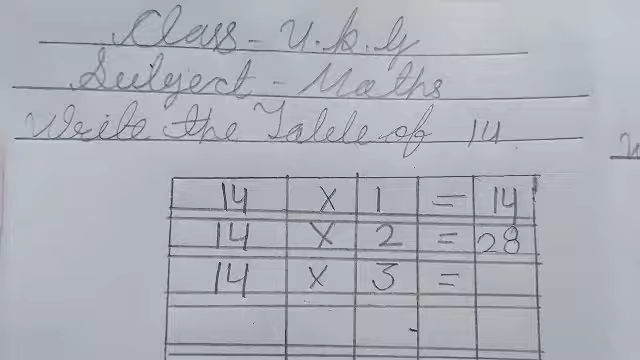 Class - U.k.g
Subject - Maths
Write the Table of 14
14 X 1 = 14
14 X 2 = 28
14 X 3 =